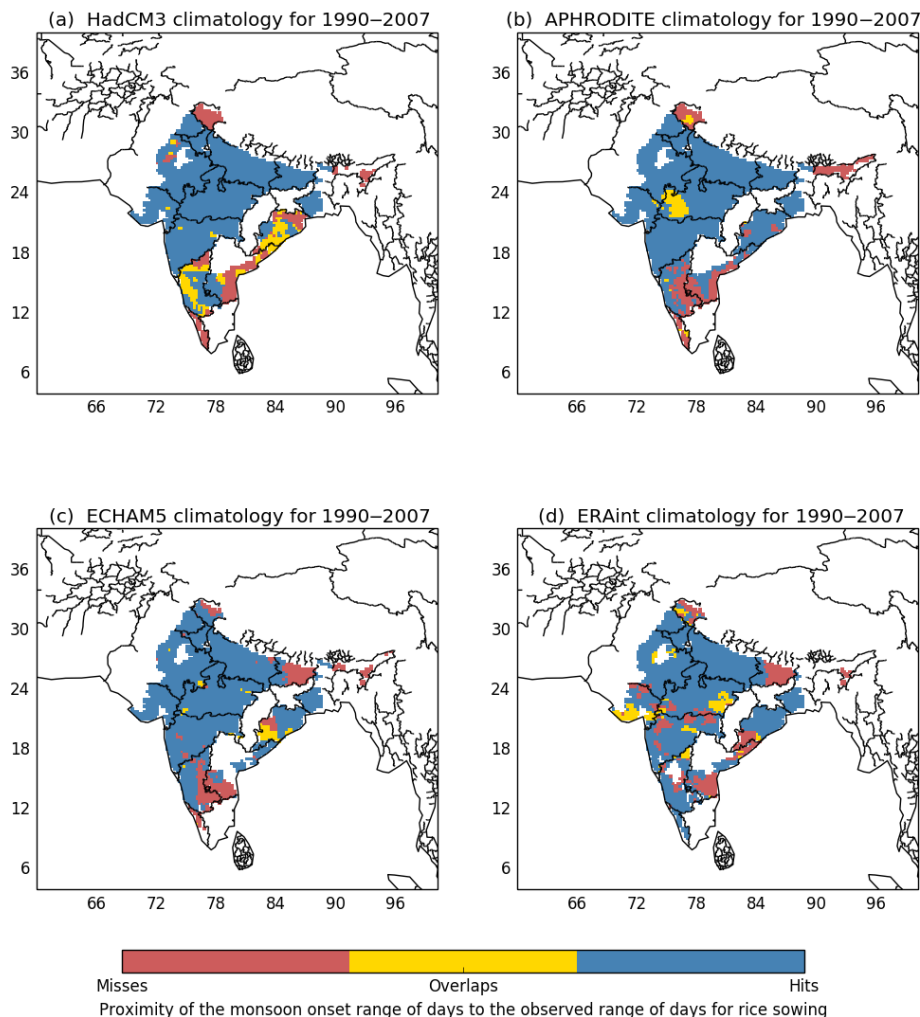 (a) HadCM3 climatology for 1990−2007
(b) APHRODITE climatology for 1990−2007
36
30
24
18
12
6
66 72 78 84 90 96
36
30
24
18
12
6
66 72 78 84 90 96
(c) ECHAM5 climatology for 1990−2007
(d) ERAint climatology for 1990−2007
36
30
24
18
12
6
66 72 78 84 90 96
36
30
24
18
12
6
66 72 78 84 90 96
Misses Overlaps Hits
Proximity of the monsoon onset range of days to the observed range of days for rice sowing